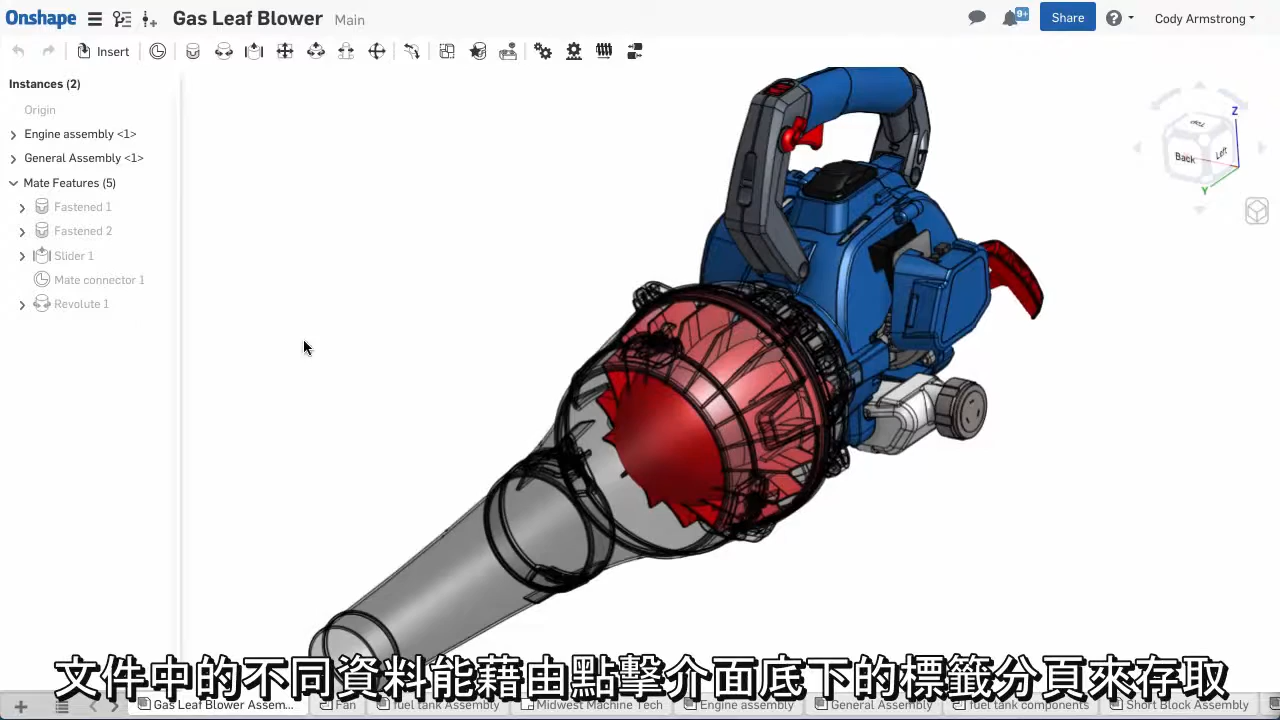 Onshape
Gas Leaf Blower Main
9+
Share
Cody Armstrong
Insert
Instances (2)
Origin
Engine assembly <1>
General Assembly <1>
Mate Features (5)
Fastened 1
Fastened 2
Slider 1
Mate connector 1
Revolute 1
Z
Top
Back
Left
Y
文件中的不同資料能藉由點擊介面底下的標籤分頁來存取
Gas Leaf Blower Assem...
Fan
fuel tank Assembly
Midwest Machine Tech
Engine assembly
General Assembly
fuel tank components
Short Block Assembly